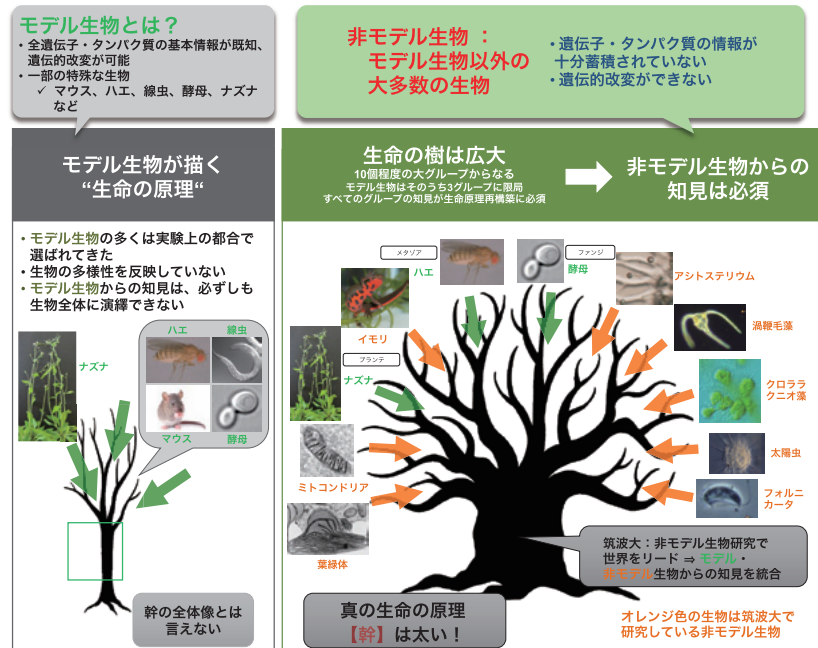 モデル生物とは？
・全遺伝子・タンパク質の基本情報が既知、
遺伝的改変が可能
・一部の特殊な生物
✓ マウス、ハエ、線虫、酵母、ナズナ
など
非モデル生物 ：
モデル生物以外の
大多数の生物
・遺伝子・タンパク質の情報が
十分蓄積されていない
・遺伝的改変ができない
モデル生物が描く
“生命の原理“
生命の樹は広大
10個程度の大グループからなる
モデル生物はそのうち3グループに限局
すべてのグループの知見が生命原理再構築に必須
非モデル生物からの
知見は必須
・モデル生物の多くは実験上の都合で
選ばれてきた
・生物の多様性を反映していない
・モデル生物からの知見は、必ずしも
生物全体に演繹できない
ナズナ
ハエ
線虫
マウス
酵母
幹の全体像とは
言えない
メタゾア
ハエ
ファンジ
酵母
アシトステリウム
イモリ
渦鞭毛藻
プランテ
ナズナ
クロララ
クニオ藻
ミトコンドリア
太陽虫
フォルニ
カータ
葉緑体
筑波大：非モデル生物研究で
世界をリード ⇒ モデル・
非モデル生物からの知見を統合
真の生命の原理
【幹】は太い！
オレンジ色の生物は筑波大で
研究している非モデル生物